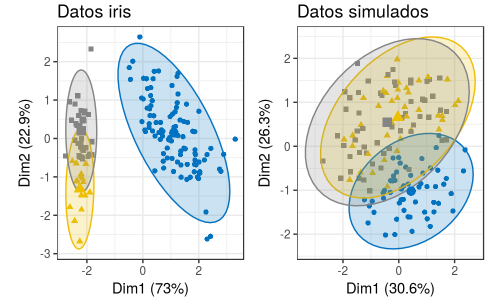 Datos iris
Datos simulados
2
1
0
-1
-2
-3
Dim2 (22.9%)
-2
0
2
Dim1 (73%)
2
1
0
-1
-2
Dim2 (26.3%)
-2
0
2
Dim1 (30.6%)